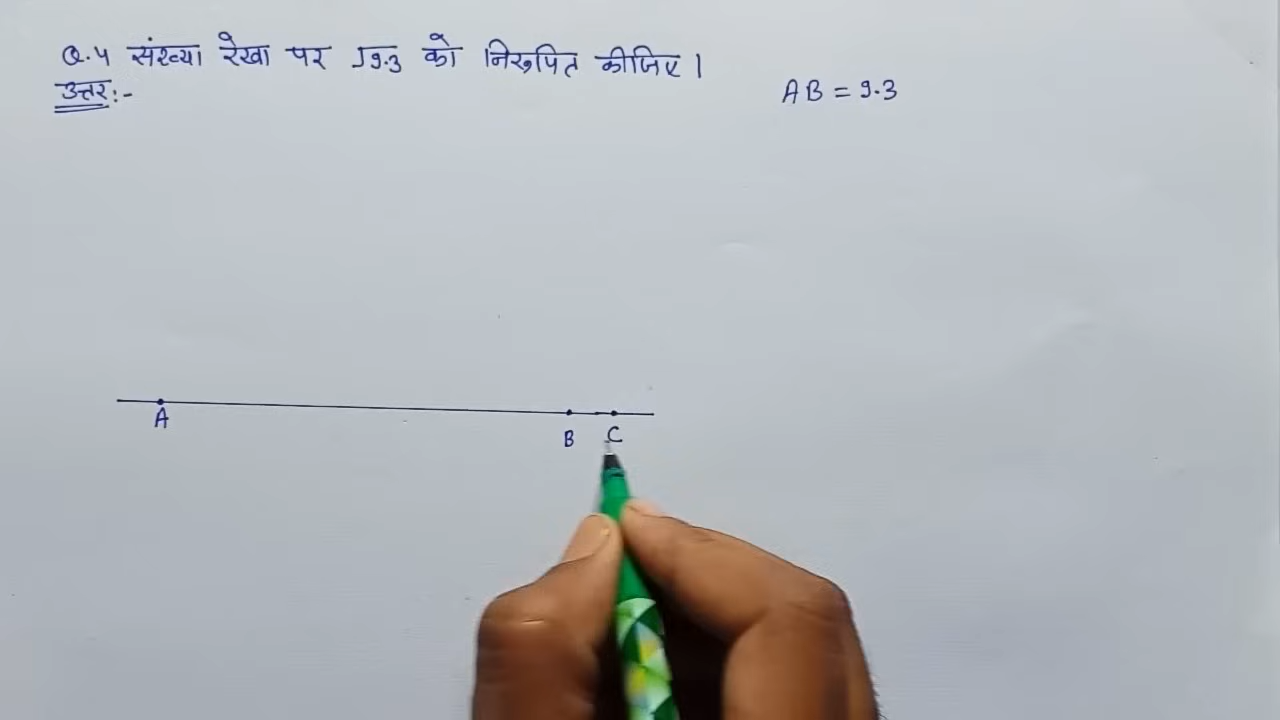 Q.4 संख्या रेखा पर √9.3 को निरूपित कीजिए।
उत्तर:-
AB = 9.3
A
B C